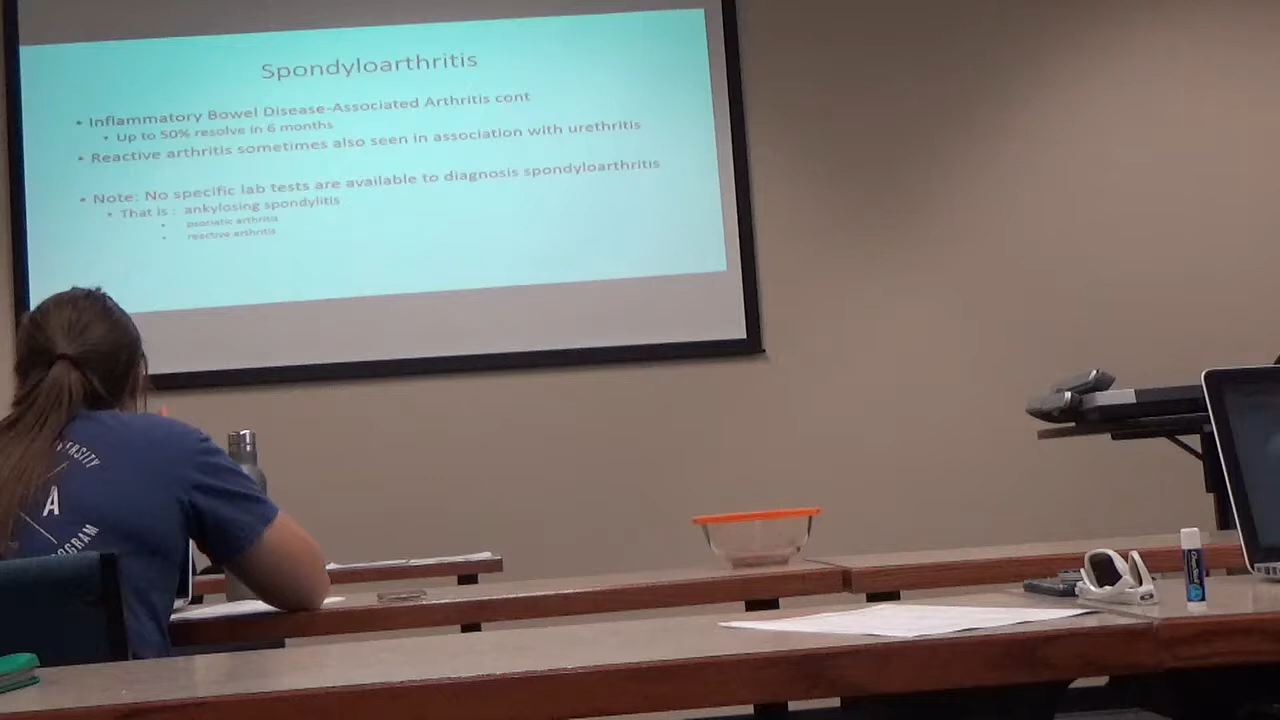 Spondyloarthritis
• Inflammatory Bowel Disease-Associated Arthritis cont
• Up to 50% resolve in 6 months
• Reactive arthritis sometimes also seen in association with urethritis
• Note: No specific lab tests are available to diagnosis spondyloarthritis
• That is : ankylosing spondylitis
• psoriatic arthritis
• reactive arthritis
A